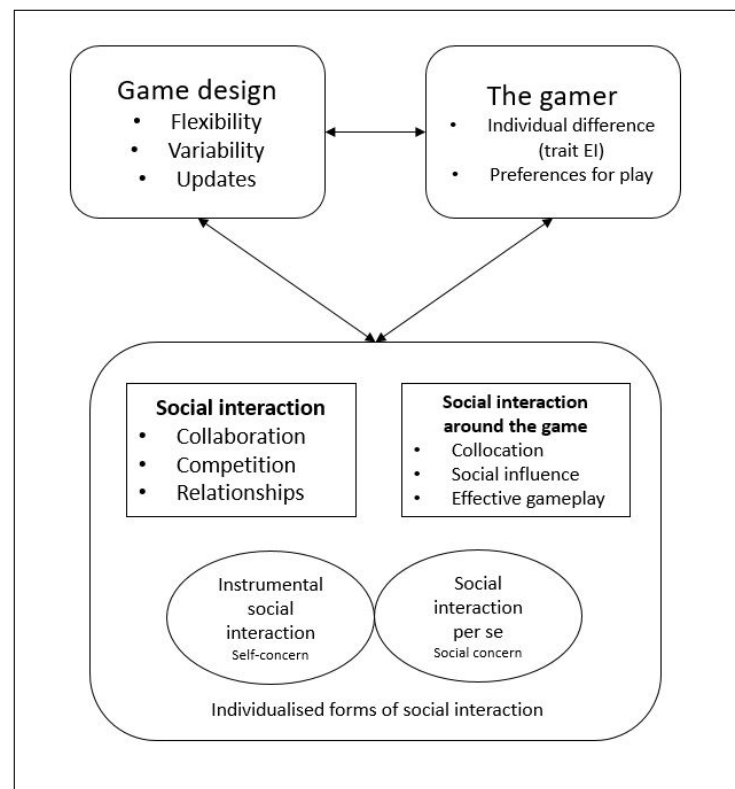 Game design
• Flexibility
• Variability
• Updates
The gamer
• Individual difference
(trait EI)
• Preferences for play
Social interaction
• Collaboration
• Competition
• Relationships
Social interaction
around the game
• Collocation
• Social influence
• Effective gameplay
Instrumental
social
interaction
Self-concern
Social
interaction
per se
Social concern
Individualised forms of social interaction